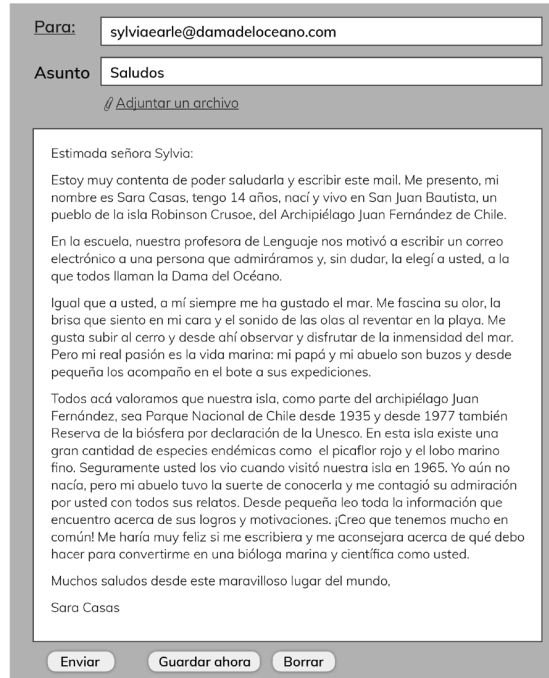 Para:
sylviaearle@damadeloceano.com
Asunto
Saludos
Adjuntar un archivo
Estimada señora Sylvia:
Estoy muy contenta de poder saludarla y escribir este mail. Me presento, mi
nombre es Sara Casas, tengo 14 años, nací y vivo en San Juan Bautista, un
pueblo de la isla Robinson Crusoe, del Archipiélago Juan Fernández de Chile.
En la escuela, nuestra profesora de Lenguaje nos motivó a escribir un correo
electrónico a una persona que admiráramos y, sin dudar, la elegí a usted, a la
que todos llaman la Dama del Océano.
Igual que a usted, a mí siempre me ha gustado el mar. Me fascina su olor, la
brisa que siento en mi cara y el sonido de las olas al reventar en la playa. Me
gusta subir al cerro y desde ahí observar y disfrutar de la inmensidad del mar.
Pero mi real pasión es la vida marina: mi papá y mi abuelo son buzos y desde
pequeña los acompaño en el bote a sus expediciones.
Todos acá valoramos que nuestra isla, como parte del archipiélago Juan
Fernández, sea Parque Nacional de Chile desde 1935 y desde 1977 también
Reserva de la biósfera por declaración de la Unesco. En esta isla existe una
gran cantidad de especies endémicas como el picaflor rojo y el lobo marino
fino. Seguramente usted los vio cuando visitó nuestra isla en 1965. Yo aún no
nacía, pero mi abuelo tuvo la suerte de conocerla y me contagió su admiración
por usted con todos sus relatos. Desde pequeña leo toda la información que
encuentro acerca de sus logros y motivaciones. ¡Creo que tenemos mucho en
común! Me haría muy feliz si me escribiera y me aconsejara acerca de qué debo
hacer para convertirme en una bióloga marina y científica como usted.
Muchos saludos desde este maravilloso lugar del mundo,
Sara Casas
Enviar
Guardar ahora
Borrar